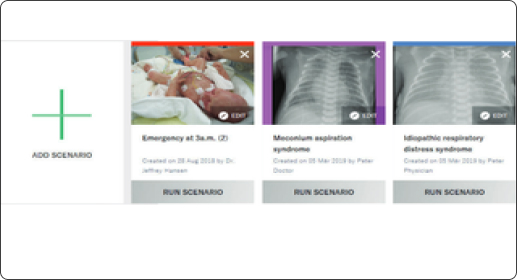 ADD SCENARIO
EDIT
Emergency at 3a.m. (2)
Created on 28 Aug 2018 by Dr.
Jeffrey Hansen
RUN SCENARIO
EDIT
Meconium aspiration
syndrome
Created on 05 Mar 2019 by Peter
Doctor
RUN SCENARIO
EDIT
Idiopathic respiratory
distress syndrome
Created on 05 Mar 2019 by Peter
Physician
RUN SCENARIO